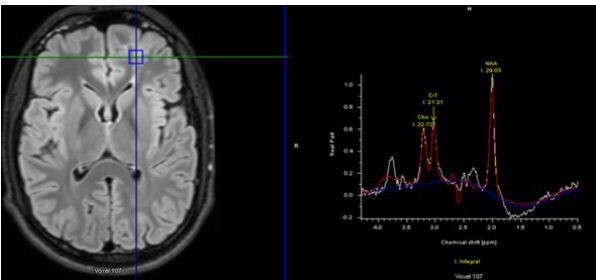 H
R
NAA
I: 29.03
Cr1
I: 21.31
Cho
I: 22.72
Real Part
1.0
0.8
0.6
0.4
0.2
0.0
-0.2
4.0
3.5
3.0
2.5
2.0
1.5
1.0
0.5
Chemical shift [ppm]
I: Integral
Voxel 107
Voxel 107